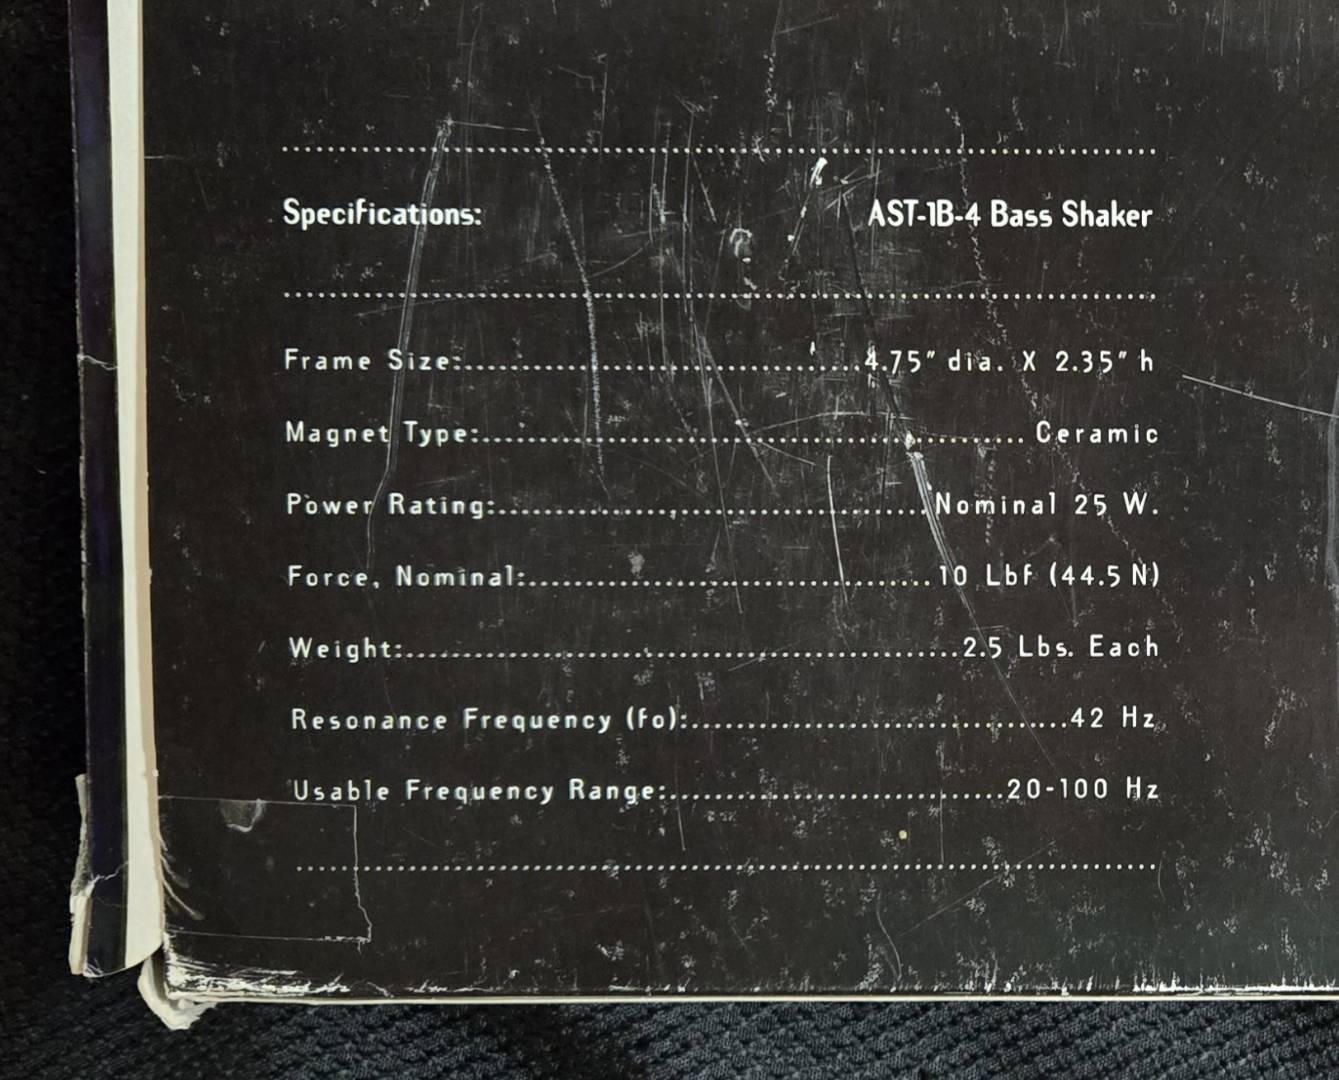 Specifications: AST-1B-4 Bass Shaker
Frame Size:..................................4.75" dia. X 2.35" h
Magnet Type:.............................................. Ceramic
Power Rating:....................................Nominal 25 W.
Force, Nominal:..................................10 Lbf (44.5 N)
Weight:..............................................2.5 Lbs. Each
Resonance Frequency (Fo):................................42 Hz
Usable Frequency Range:.............................20-100 Hz